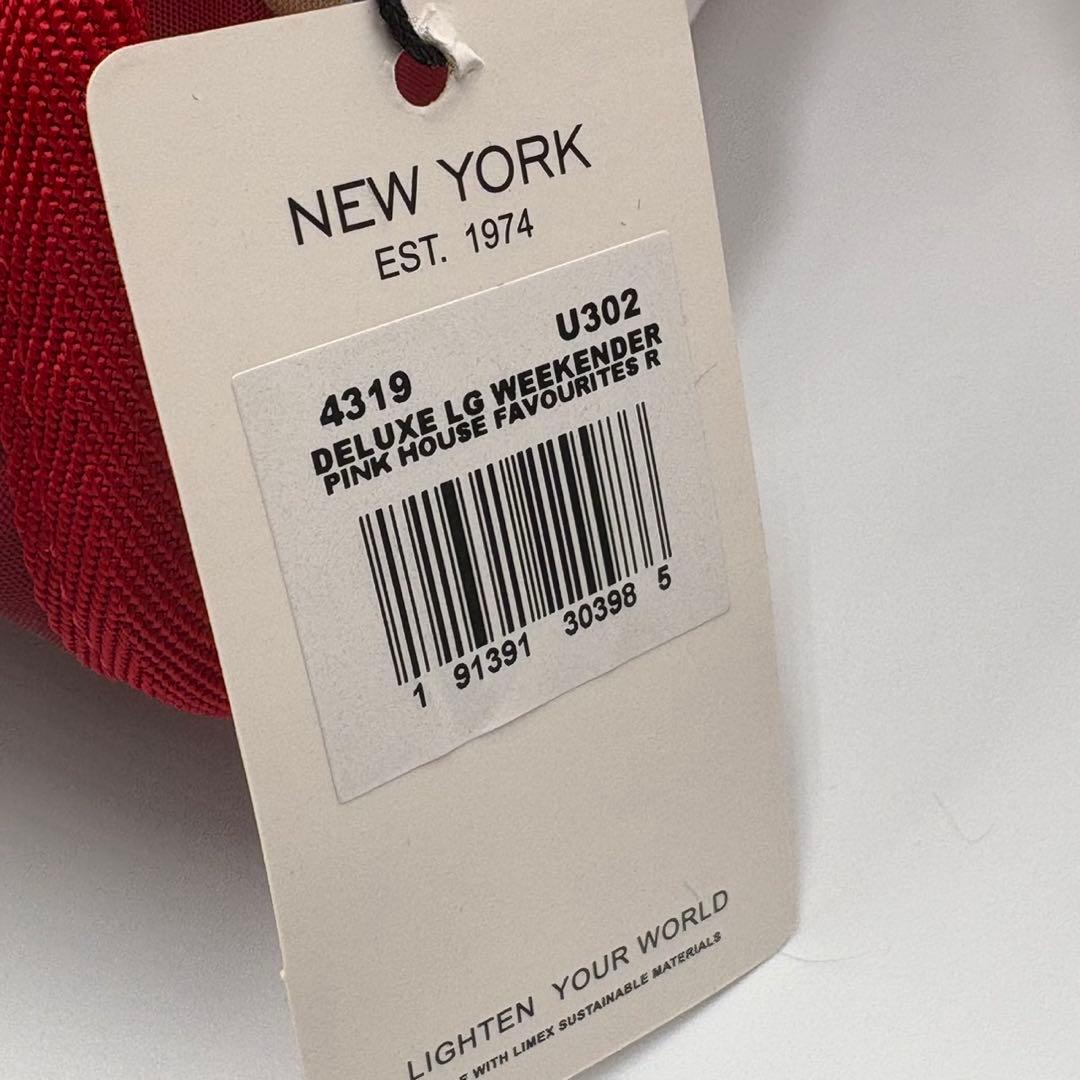 NEW YORK
EST. 1974
4319 U302
DELUXE LG WEEKENDER
PINK HOUSE FAVOURITES R
1 91391 30398 5
LIGHTEN YOUR WORLD
WITH LIMEX SUSTAINABLE MATERIALS